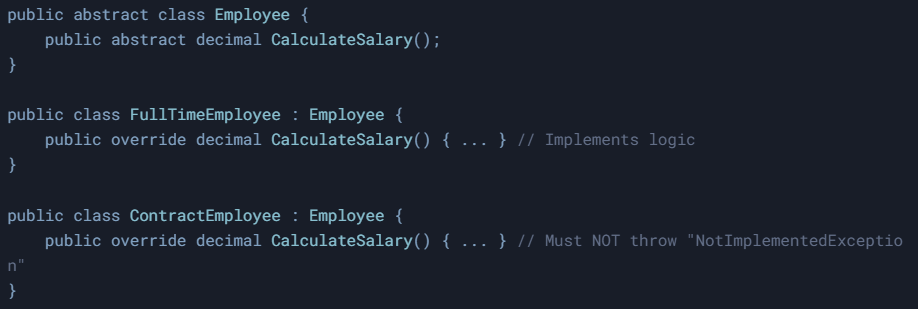 public abstract class Employee {
    public abstract decimal CalculateSalary();
}

public class FullTimeEmployee : Employee {
    public override decimal CalculateSalary() { ... } // Implements logic
}

public class ContractEmployee : Employee {
    public override decimal CalculateSalary() { ... } // Must NOT throw "NotImplementedExceptio
n"
}